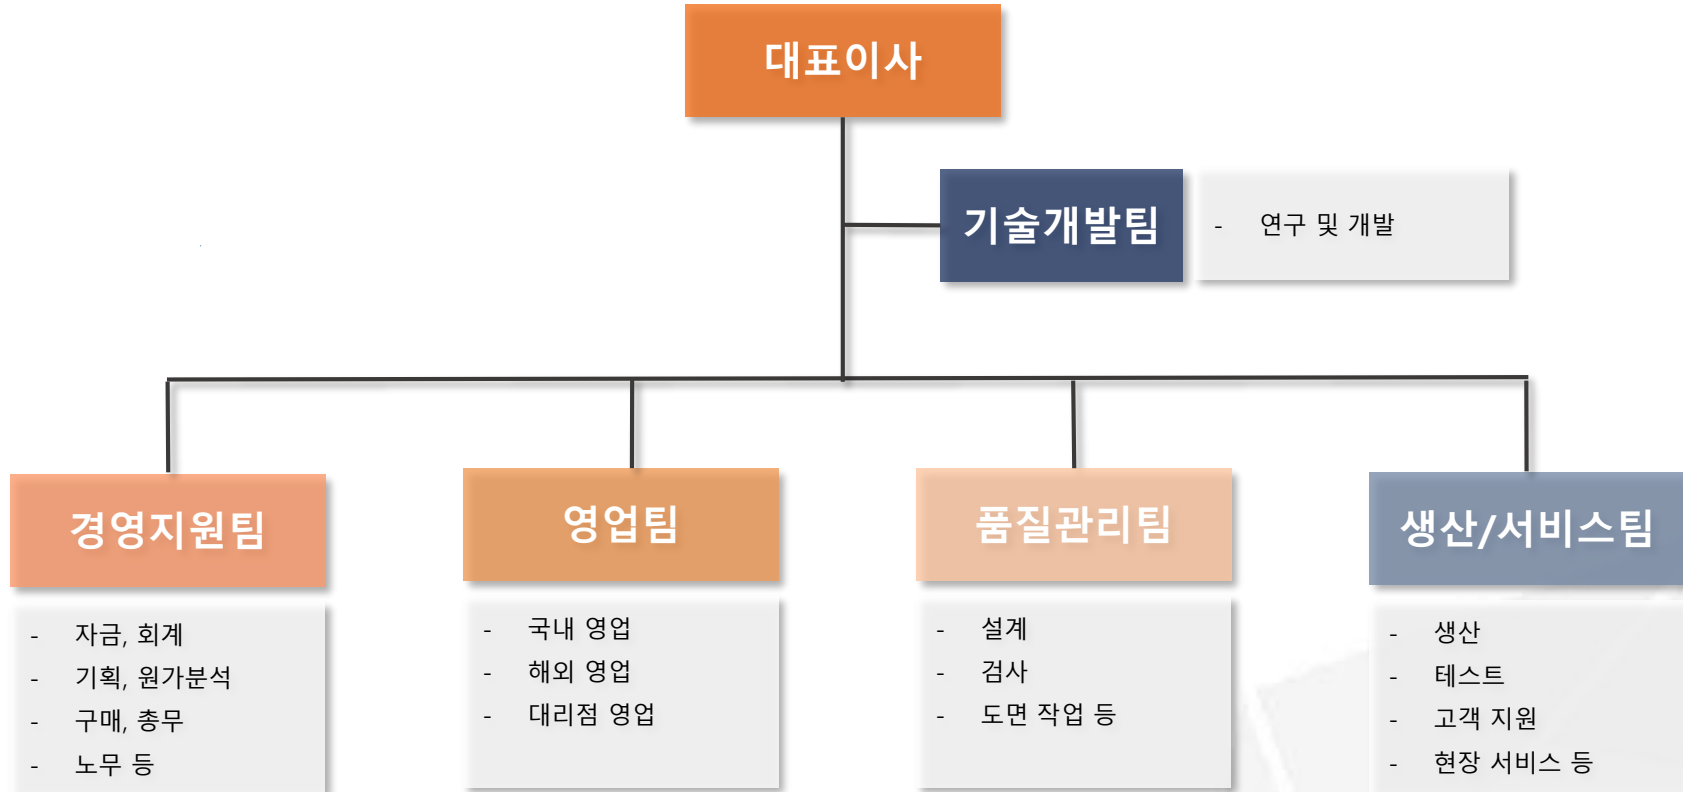 대표이사
기술개발팀
- 연구 및 개발
경영지원팀
- 자금, 회계
- 기획, 원가분석
- 구매, 총무
- 노무 등
영업팀
- 국내 영업
- 해외 영업
- 대리점 영업
품질관리팀
- 설계
- 검사
- 도면 작업 등
생산/서비스팀
- 생산
- 테스트
- 고객 지원
- 현장 서비스 등